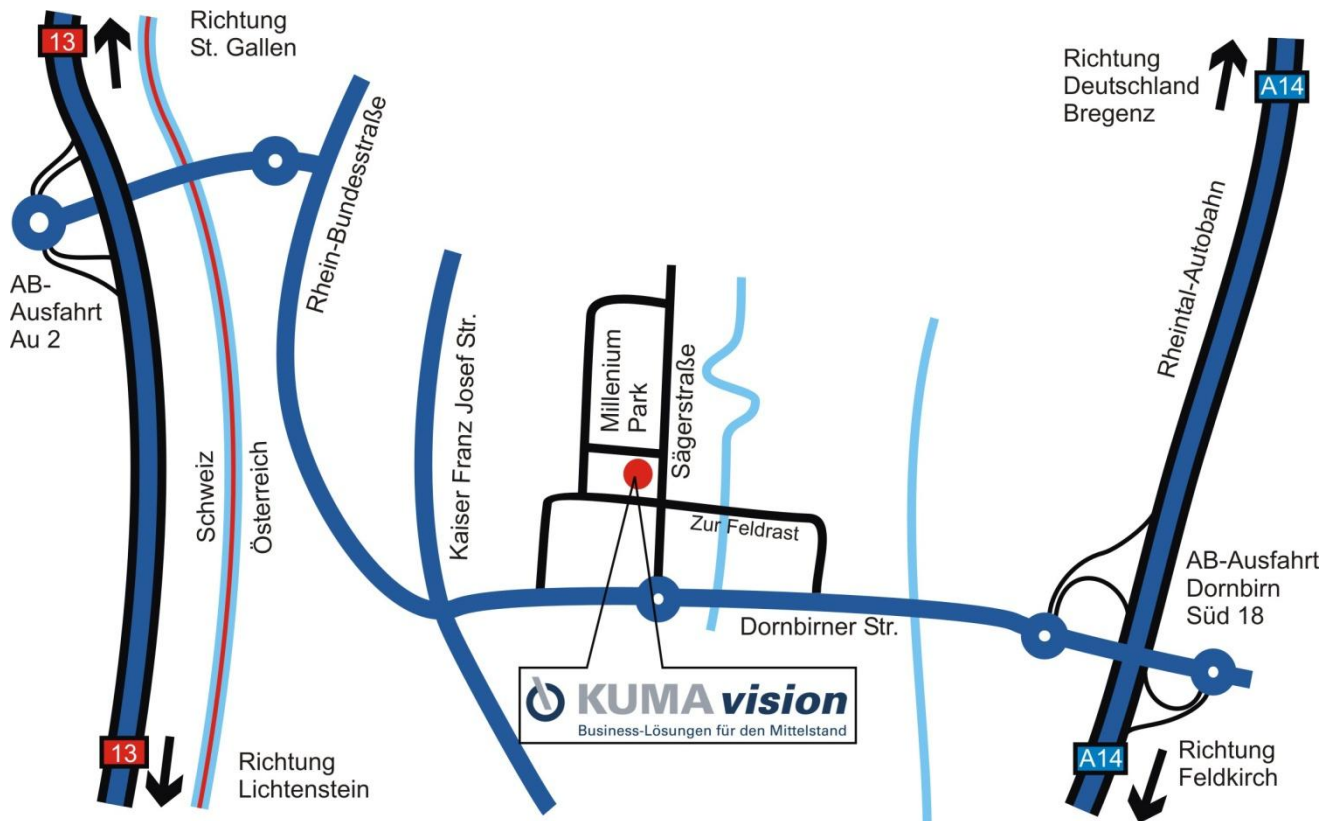 13
Richtung
St. Gallen
Richtung
Deutschland
Bregenz
A14
Rhein-Bundesstraße
Rheintal-Autobahn
AB-
Ausfahrt
Au 2
Kaiser Franz Josef Str.
Millenium
Park
Sägerstraße
Schweiz
Österreich
Zur Feldrast
AB-Ausfahrt
Dornbirn
Süd 18
Dornbirner Str.
KUMAvision
Business-Lösungen für den Mittelstand
13
Richtung
Lichtenstein
A14
Richtung
Feldkirch